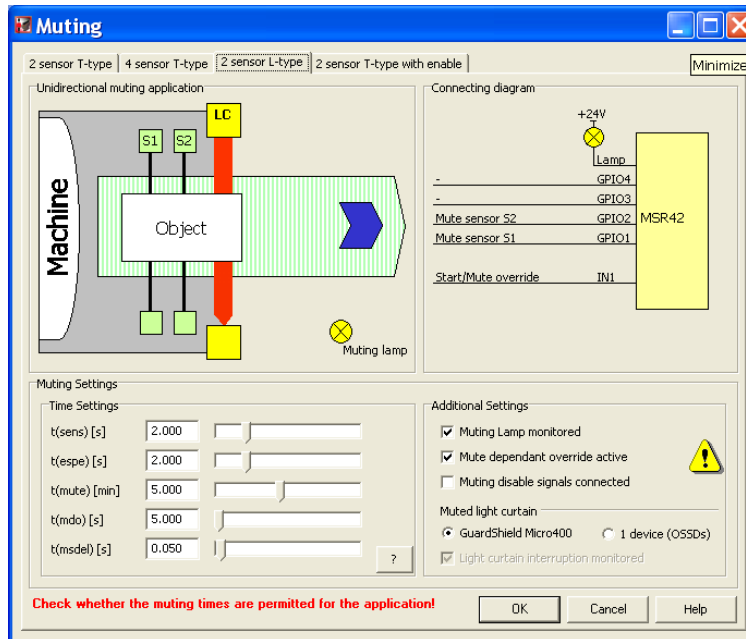 Muting
2 sensor T-type
4 sensor T-type
2 sensor L-type
2 sensor T-type with enable
Minimize
Unidirectional muting application
Connecting diagram
LC
S1
S2
Machine
Object
Muting lamp
+24V
Lamp
- GPIO4
- GPIO3
Mute sensor S2 GPIO2
MSR42
Mute sensor S1 GPIO1
Start/Mute override IN1
Muting Settings
Time Settings
t(sens) [s] 2.000
t(espe) [s] 2.000
t(mute) [min] 5.000
t(mdo) [s] 5.000
t(msdel) [s] 0.050
?
Additional Settings
Muting Lamp monitored
Mute dependant override active
Muting disable signals connected
!
Muted light curtain
GuardShield Micro400
1 device (OSSDs)
Light curtain interruption monitored
Check whether the muting times are permitted for the application!
OK
Cancel
Help